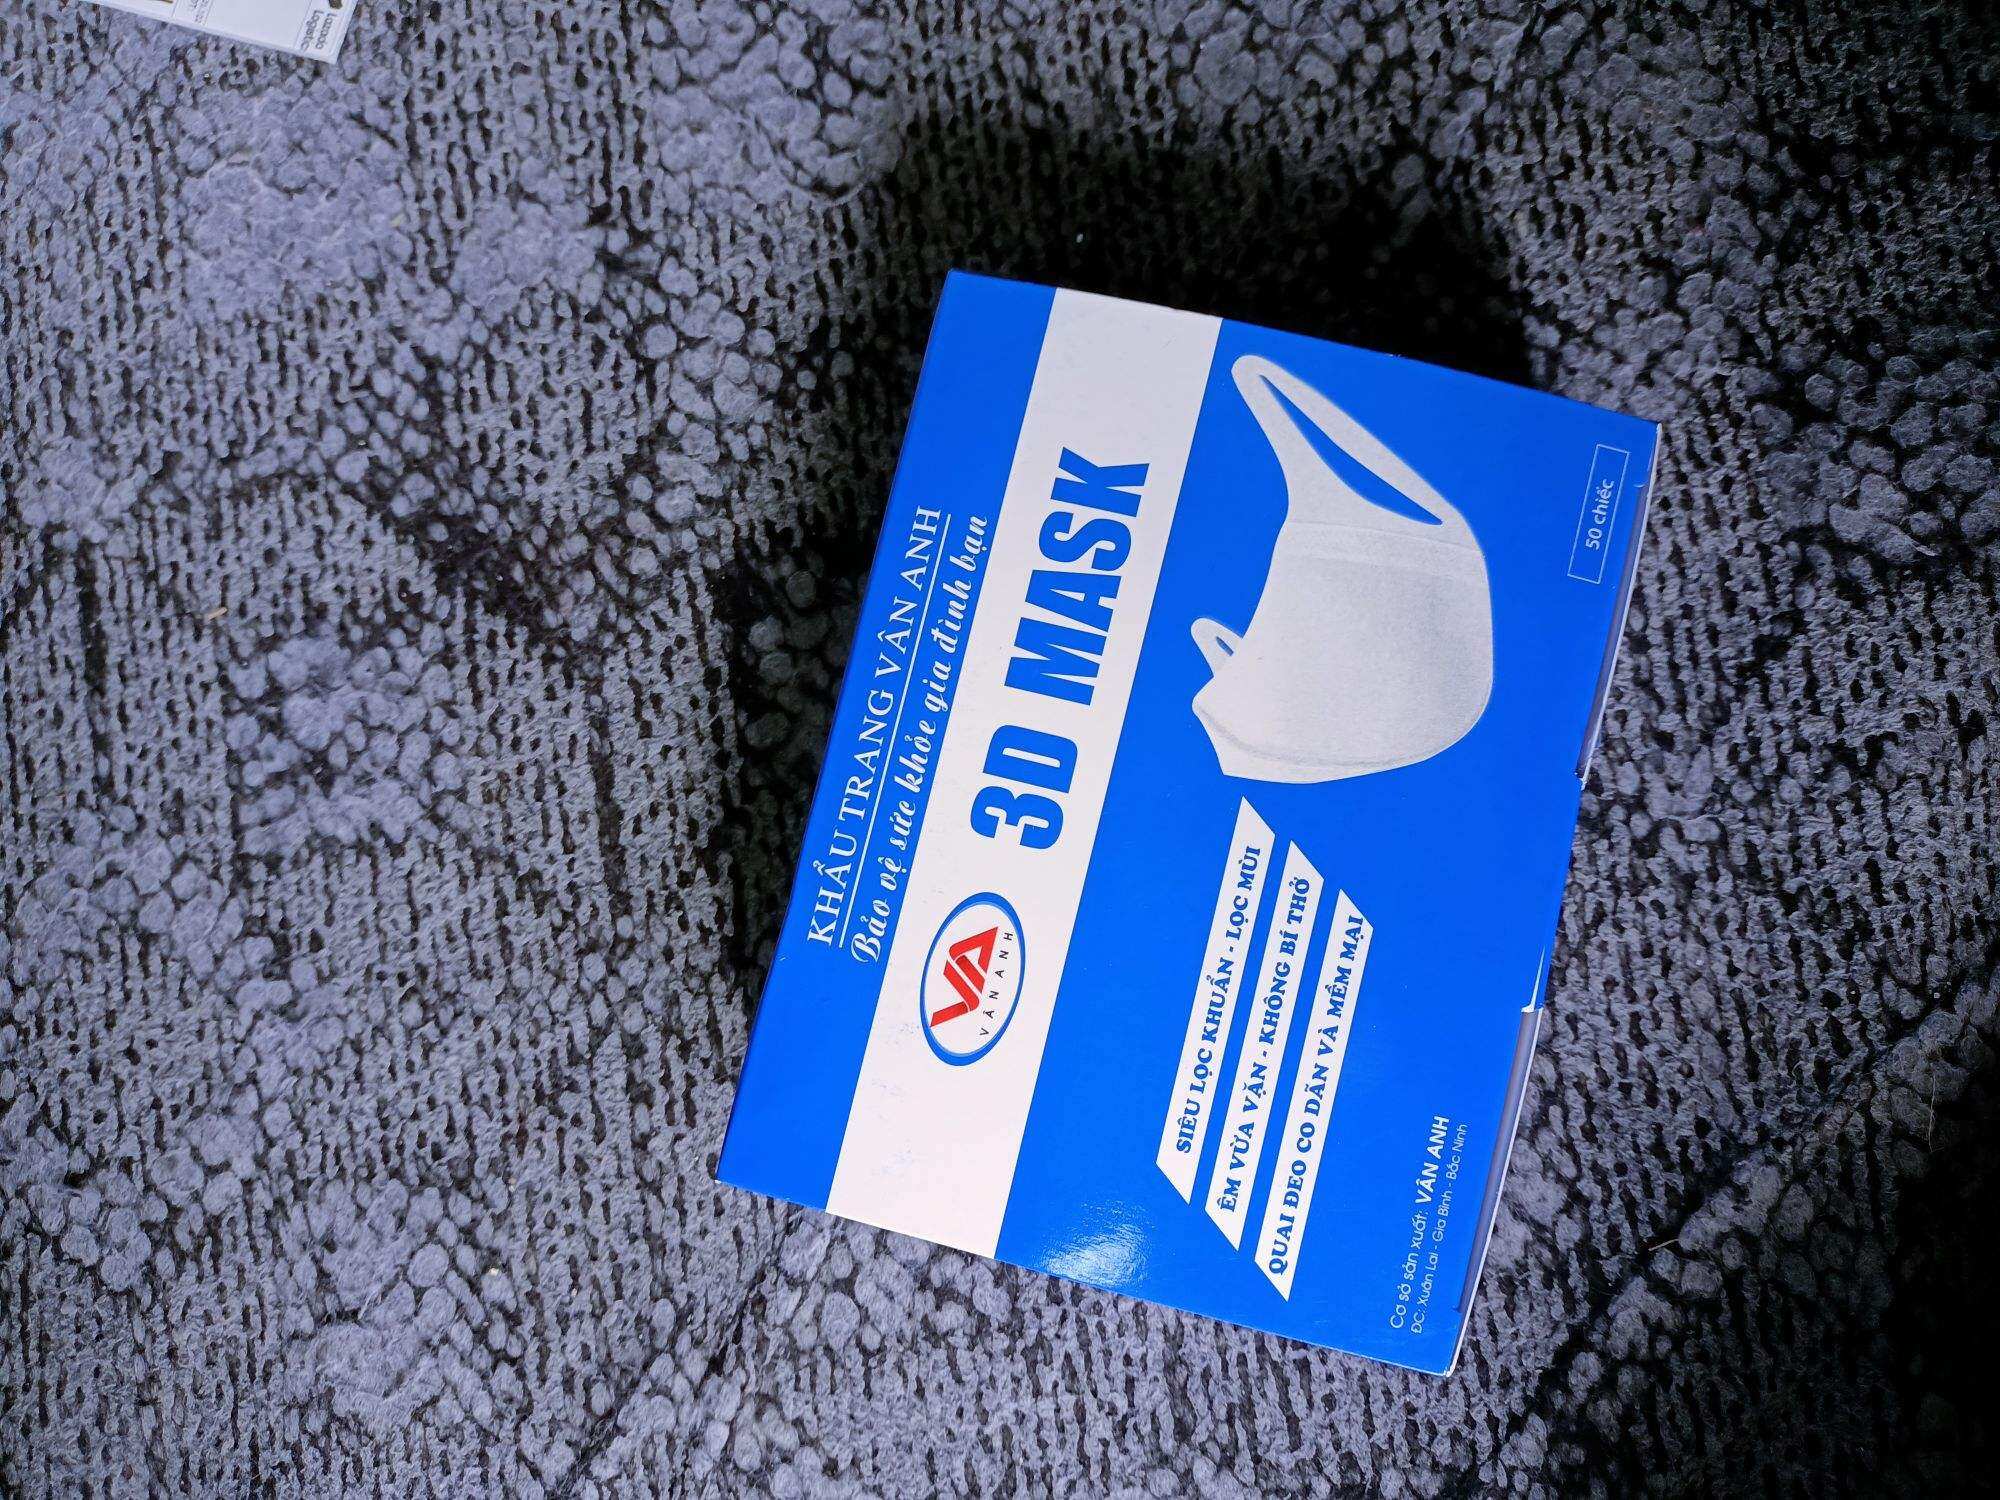 KHẨU TRANG VÂN ANH
Bảo vệ sức khỏe gia đình bạn
VA
VÂN ANH
3D MASK
SIÊU LỌC KHUẨN - LỌC MÙI
ÊM VỪA VẶN - KHÔNG BÍ THỞ
QUAI ĐEO CO DÃN VÀ MỀM MẠI
50 chiếc
Cơ sở sản xuất: VÂN ANH
ĐC: Xuân Lai - Gia Bình - Bắc Ninh
Lazada
Logistics